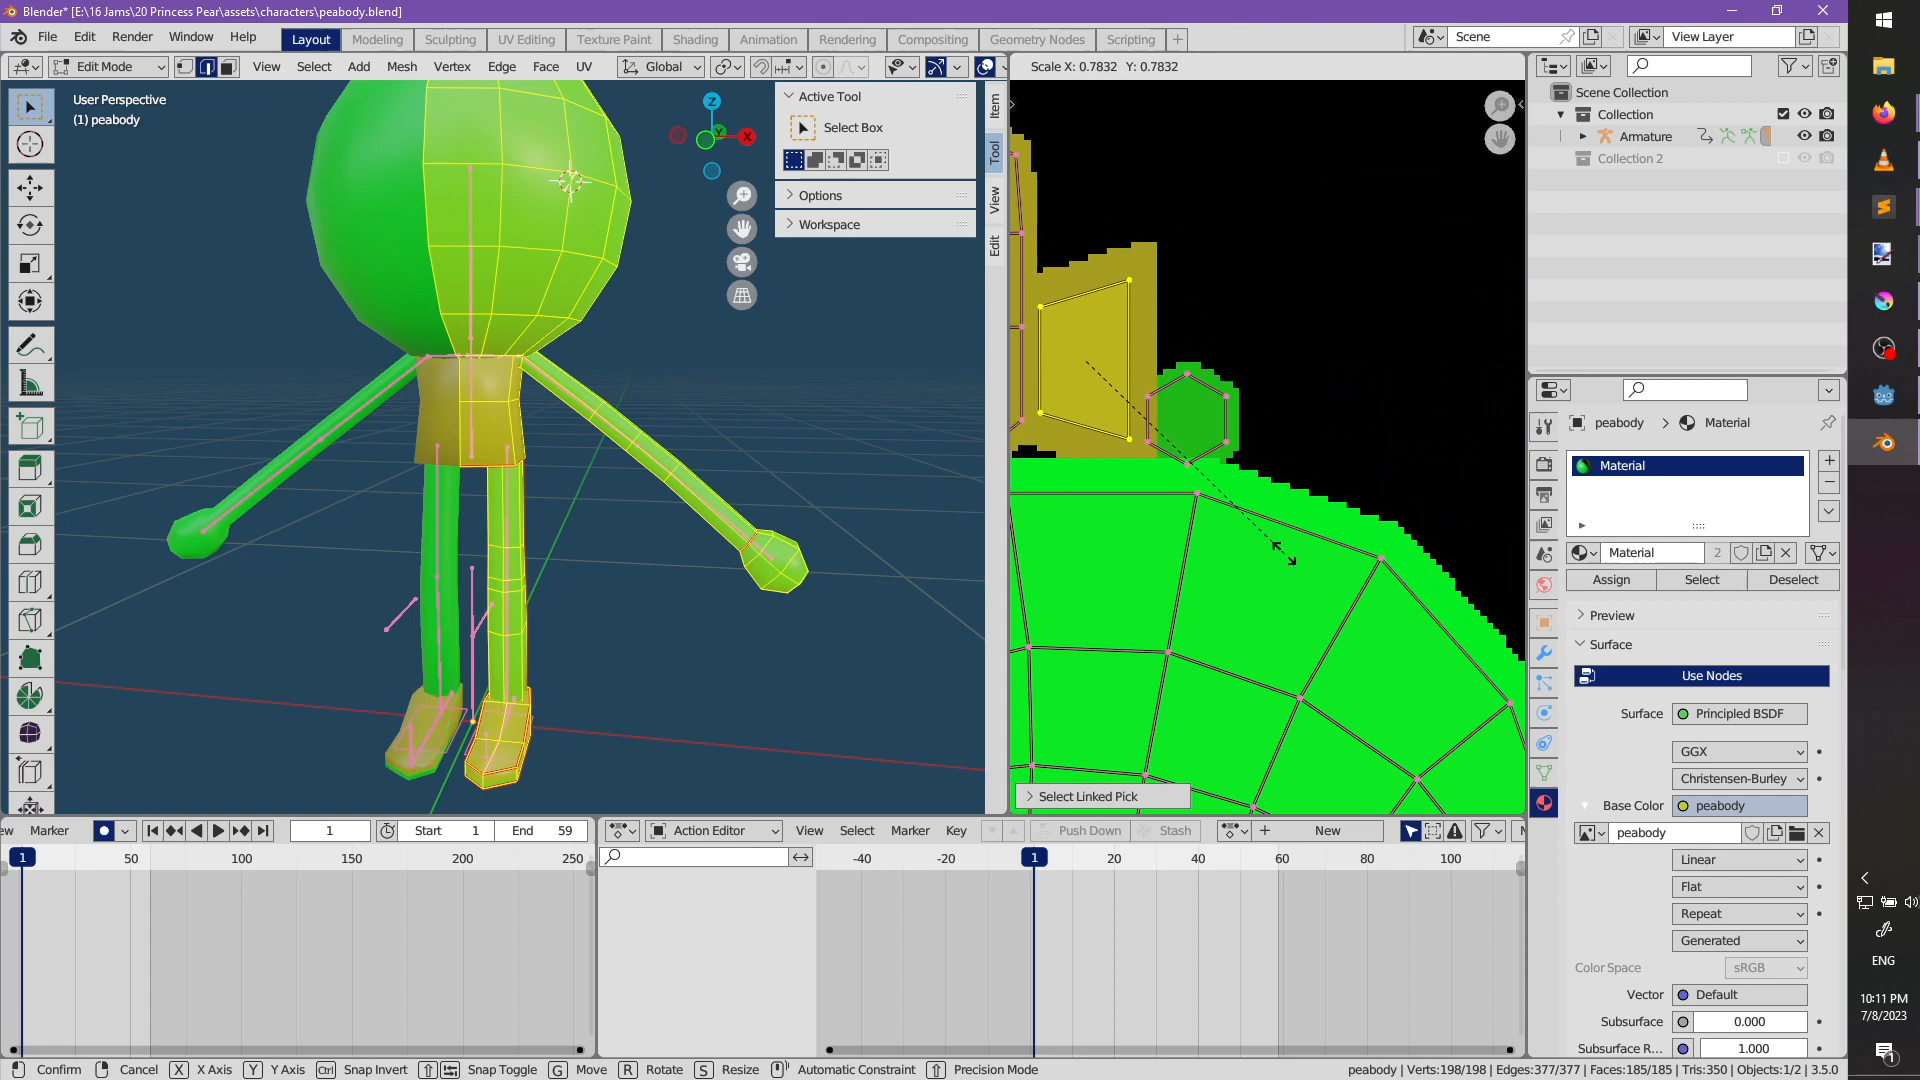 Blender* [E:\16 Jams\20 Princess Pear\assets\characters\peabody.blend]
File Edit Render Window Help Layout Modeling Sculpting UV Editing Texture Paint Shading Animation Rendering Compositing Geometry Nodes Scripting + Scene View Layer
Edit Mode View Select Add Mesh Vertex Edge Face UV Global Scale X: 0.7832 Y: 0.7832
User Perspective
(1) peabody
Z
Y
X
Active Tool
Select Box
Options
Workspace
Item
Tool
View
Edit
Select Linked Pick
Scene Collection
Collection
Armature
Collection 2
peabody Material
Material
Material 2
Assign Select Deselect
Preview
Surface
Use Nodes
Surface Principled BSDF
GGX
Christensen-Burley
Base Color peabody
peabody
Linear
Flat
Repeat
Generated
Color Space sRGB
Vector Default
Subsurface 0.000
Subsurface R... 1.000
ew Marker 1 Start 1 End 59
1 50 100 150 200 250
Action Editor View Select Marker Key Push Down Stash New N
-40 -20 1 20 40 60 80 100
Confirm Cancel X X Axis Y Y Axis Ctrl Snap Invert Snap Toggle G Move R Rotate S Resize Automatic Constraint Precision Mode peabody | Verts:198/198 | Edges:377/377 | Faces:185/185 | Tris:350 | Objects:1/2 | 3.5.0
ENG
10:11 PM
7/8/2023
1